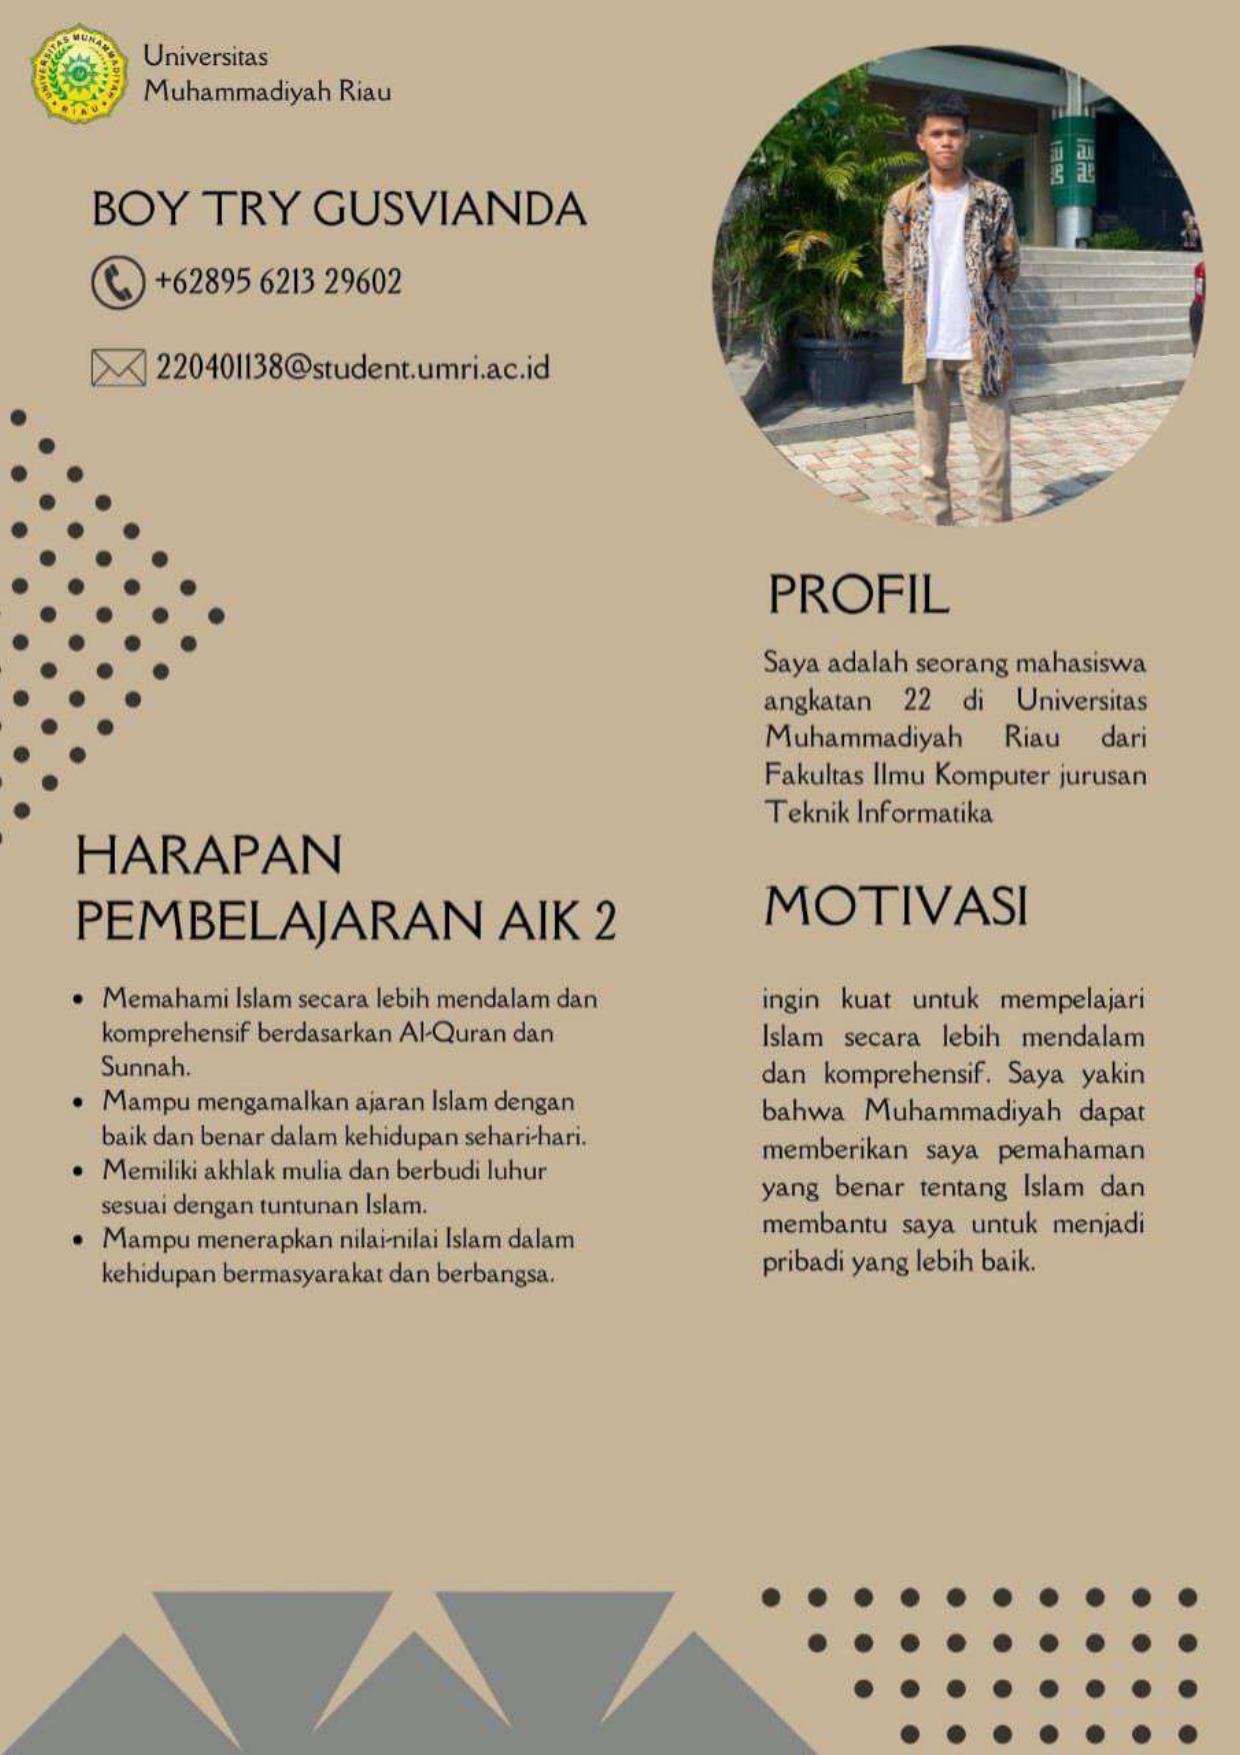 Universitas
Muhammadiyah Riau
BOY TRY GUSVIANDA
+62895 6213 29602
220401138@student.umri.ac.id
PROFIL
Saya adalah seorang mahasiswa
angkatan 22 di Universitas
Muhammadiyah Riau dari
Fakultas Ilmu Komputer jurusan
Teknik Informatika
HARAPAN
PEMBELAJARAN AIK 2
• Memahami Islam secara lebih mendalam dan
komprehensif berdasarkan Al-Quran dan
Sunnah.
• Mampu mengamalkan ajaran Islam dengan
baik dan benar dalam kehidupan sehari-hari.
• Memiliki akhlak mulia dan berbudi luhur
sesuai dengan tuntunan Islam.
• Mampu menerapkan nilai-nilai Islam dalam
kehidupan bermasyarakat dan berbangsa.
MOTIVASI
ingin kuat untuk mempelajari
Islam secara lebih mendalam
dan komprehensif. Saya yakin
bahwa Muhammadiyah dapat
memberikan saya pemahaman
yang benar tentang Islam dan
membantu saya untuk menjadi
pribadi yang lebih baik.